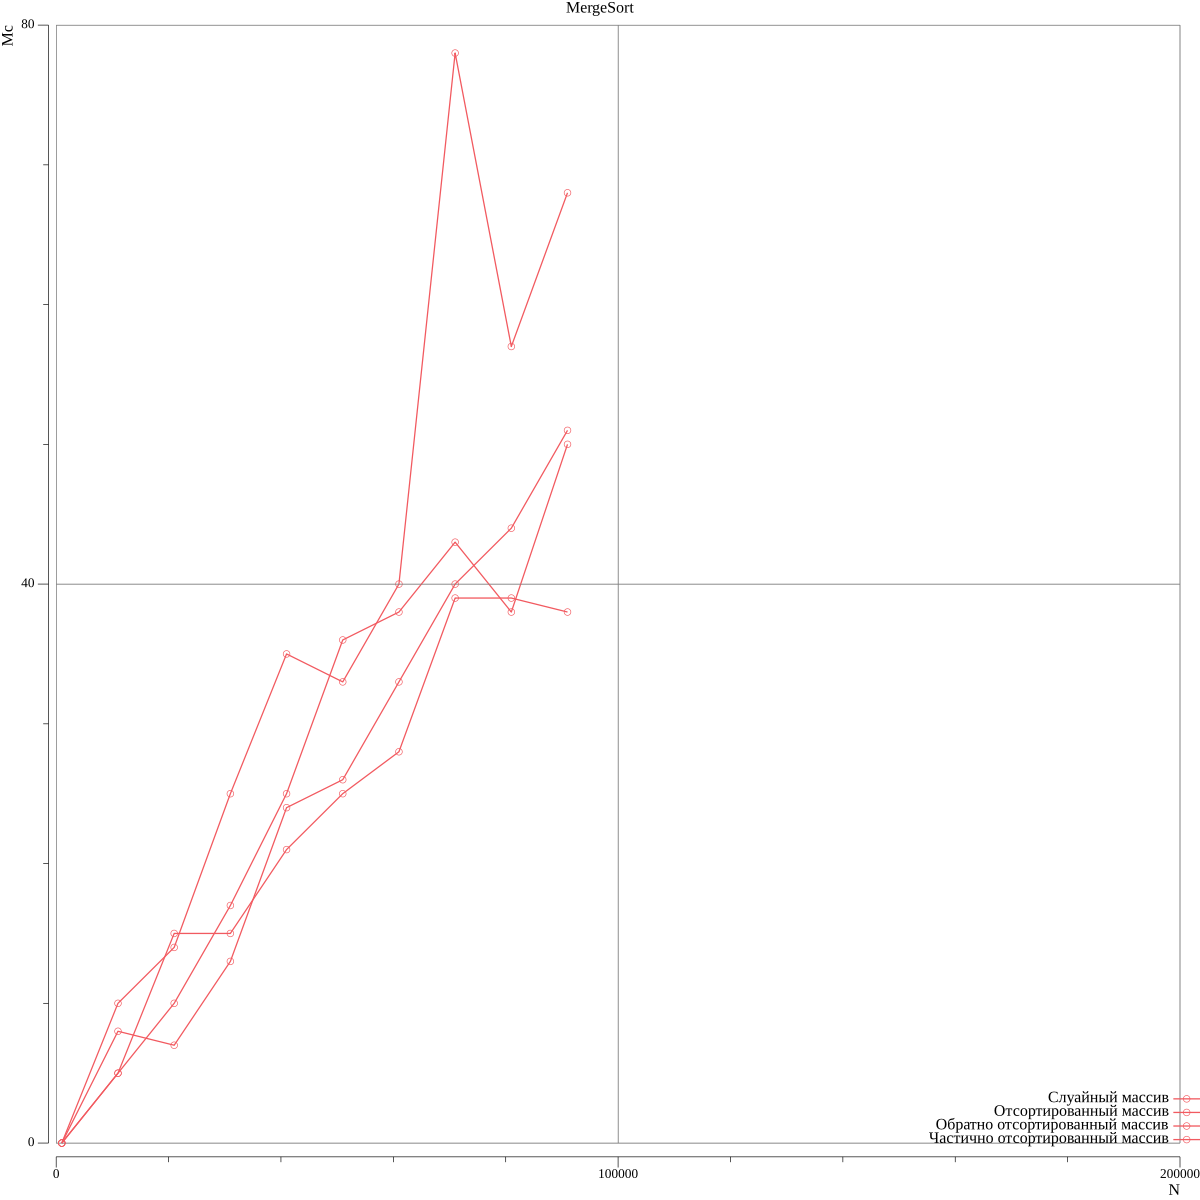 MergeSort
80
Мс
40
0
Слуайный массив
Отсортированный массив
Обратно отсортированный массив
Частично отсортированный массив
0
100000
200000
N